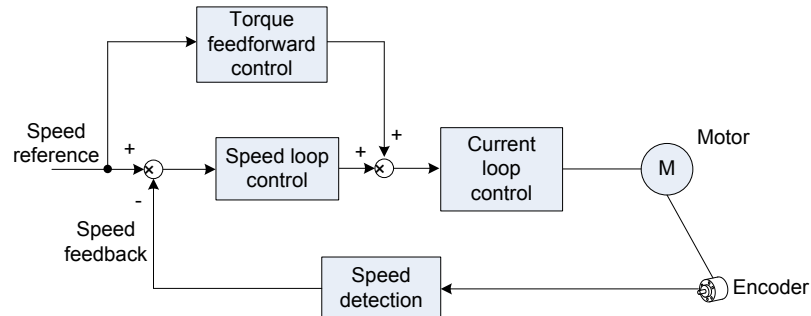 Torque
feedforward
control
Speed
reference
+
-
Speed loop
control
+
+
Current
loop
control
M
Motor
Speed
feedback
Speed
detection
Encoder